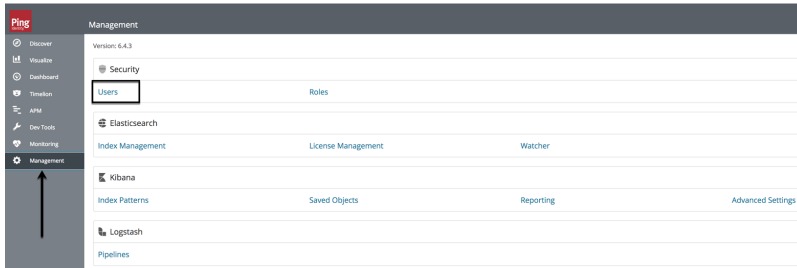 Ping
Management
Discover
Visualize
Dashboard
Timelion
APM
Dev Tools
Monitoring
Management
Version: 6.4.3
Security
Users Roles
Elasticsearch
Index Management License Management Watcher
Kibana
Index Patterns Saved Objects Reporting Advanced Settings
Logstash
Pipelines